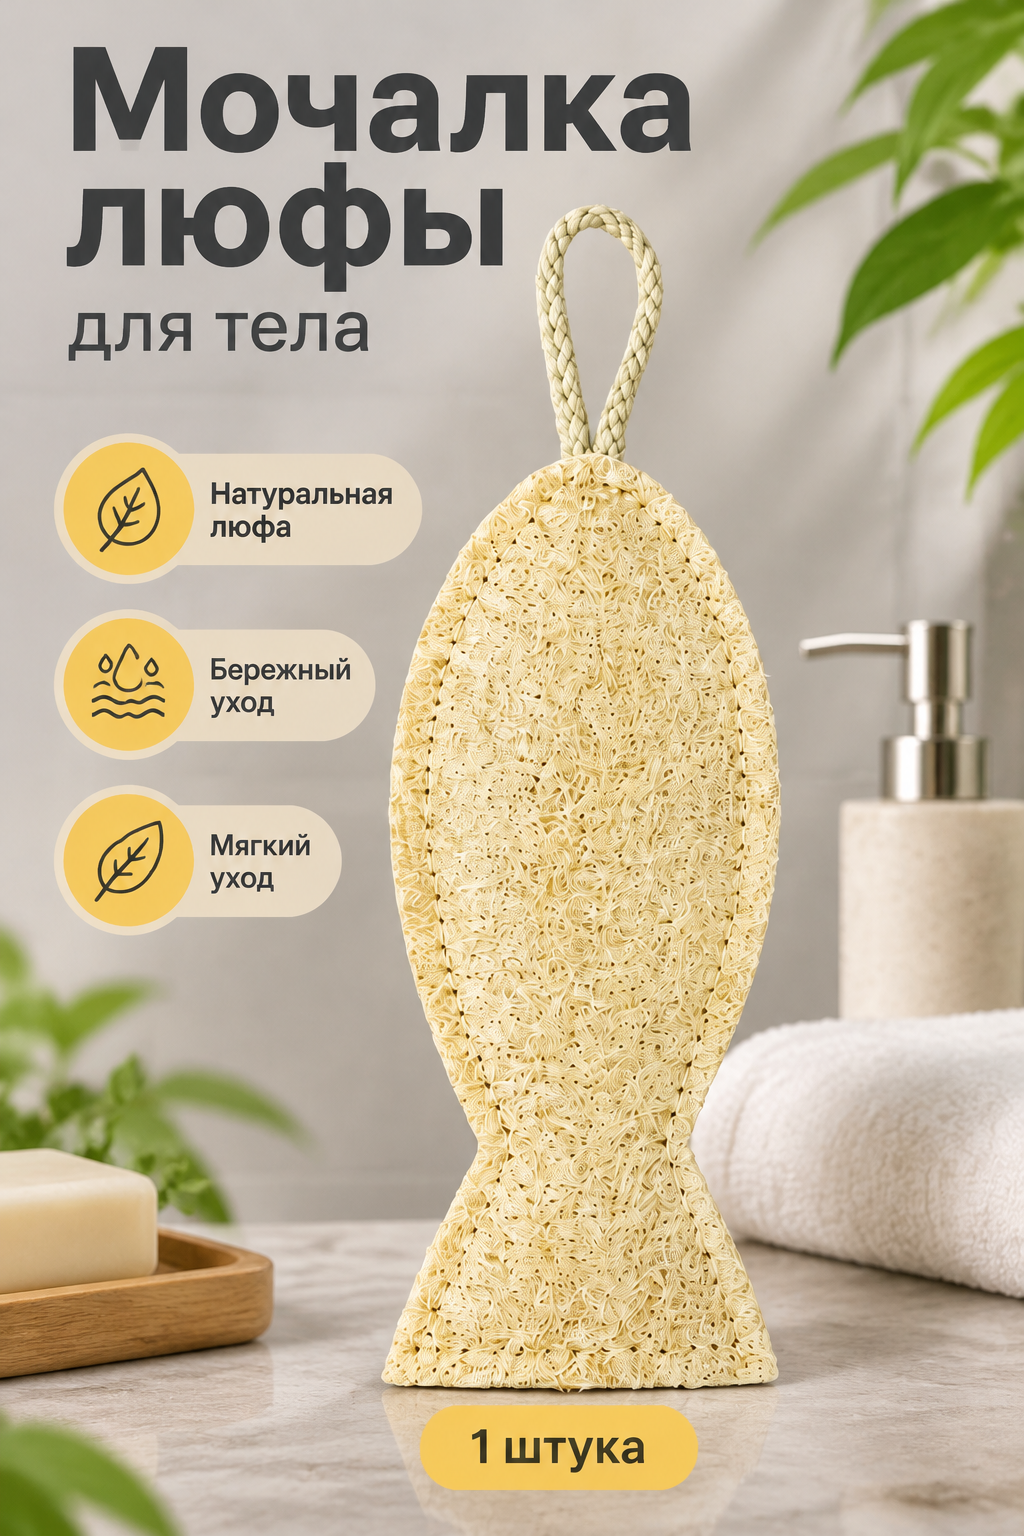 Мочалка
люфы
для тела
Натуральная
люфа
Бережный
уход
Мягкий
уход
1 штука